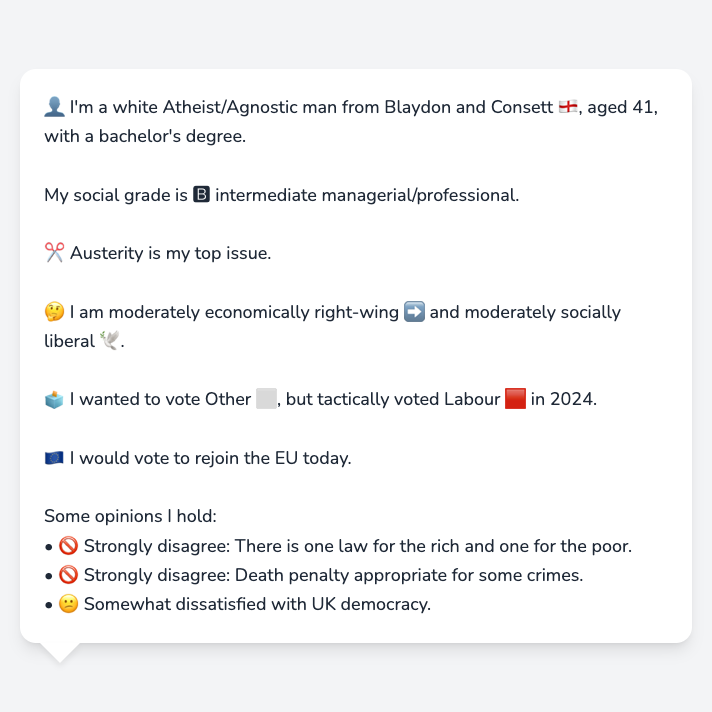 👤 I'm a white Atheist/Agnostic man from Blaydon and Consett 🏴󠁧󠁢󠁥󠁮󠁧󠁿, aged 41,
with a bachelor's degree.
My social grade is 🅱 intermediate managerial/professional.
✂️ Austerity is my top issue.
🤔 I am moderately economically right-wing ➡️ and moderately socially
liberal 🕊️.
🗳️ I wanted to vote Other ⬜, but tactically voted Labour 🟥 in 2024.
🇪🇺 I would vote to rejoin the EU today.
Some opinions I hold:
• 🚫 Strongly disagree: There is one law for the rich and one for the poor.
• 🚫 Strongly disagree: Death penalty appropriate for some crimes.
• 😕 Somewhat dissatisfied with UK democracy.